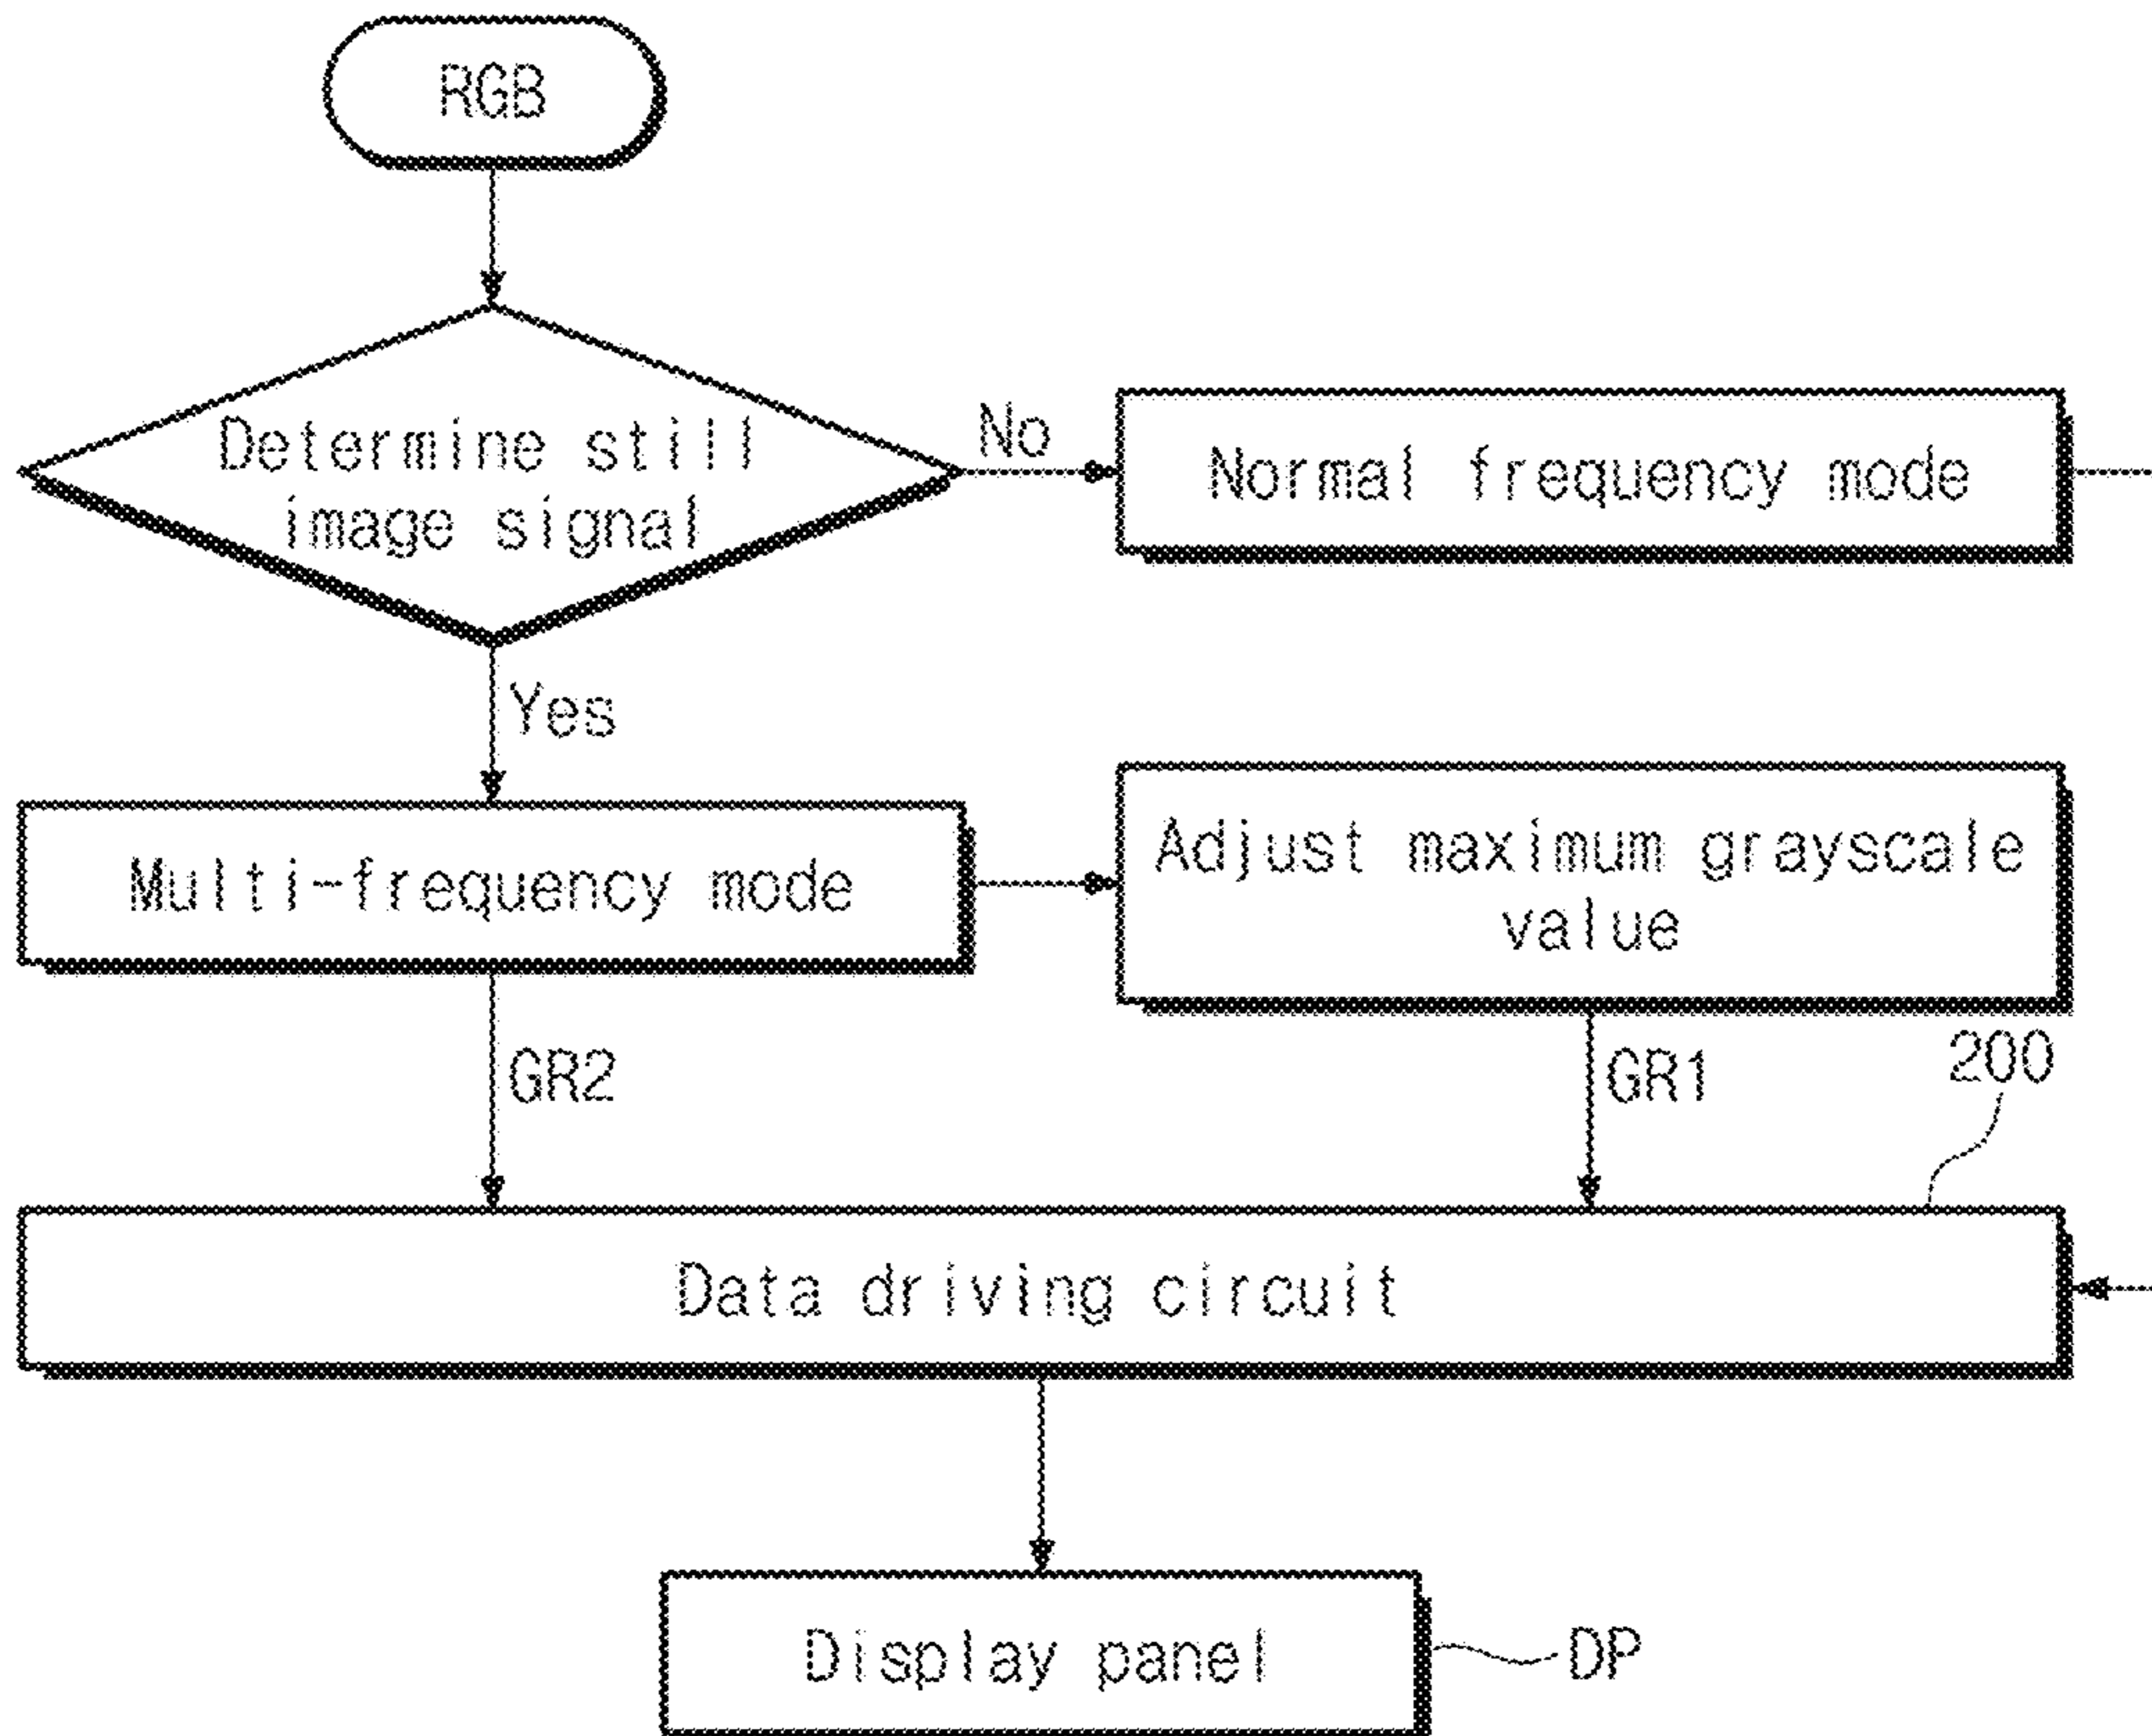 RGB
Determine still
image signal
No
Normal frequency mode
Yes
Multi-frequency mode
Adjust maximum grayscale
value
GR2
GR1
200
Data driving circuit
Display panel
DP